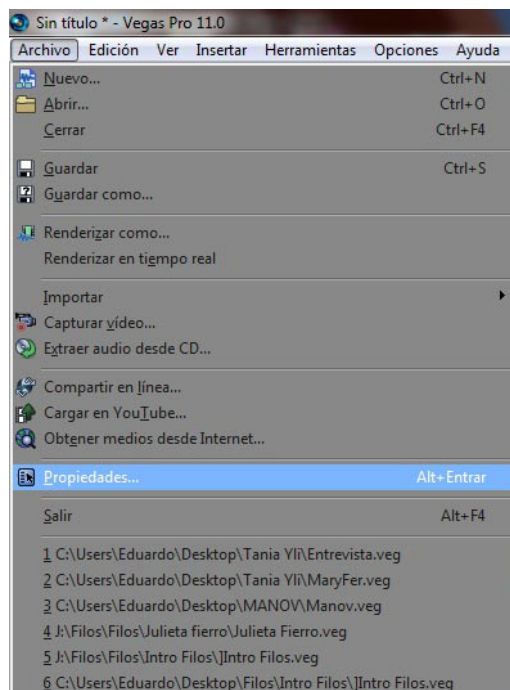 Sin título * - Vegas Pro 11.0
Archivo Edición Ver Insertar Herramientas Opciones Ayuda
Nuevo... Ctrl+N
Abrir... Ctrl+O
Cerrar Ctrl+F4
Guardar Ctrl+S
Guardar como...
Renderizar como...
Renderizar en tiempo real
Importar
Capturar vídeo...
Extraer audio desde CD...
Compartir en línea...
Cargar en YouTube...
Obtener medios desde Internet...
Propiedades... Alt+Entrar
Salir Alt+F4
1 C:\Users\Eduardo\Desktop\Tania Yli\Entrevista.veg
2 C:\Users\Eduardo\Desktop\Tania Yli\MaryFer.veg
3 C:\Users\Eduardo\Desktop\MANOV\Manov.veg
4 J:\Filos\Filos\Julieta fierro\Julieta Fierro.veg
5 J:\Filos\Filos\Intro Filos\]Intro Filos.veg
6 C:\Users\Eduardo\Desktop\Filos\Intro Filos\]Intro Filos.veg